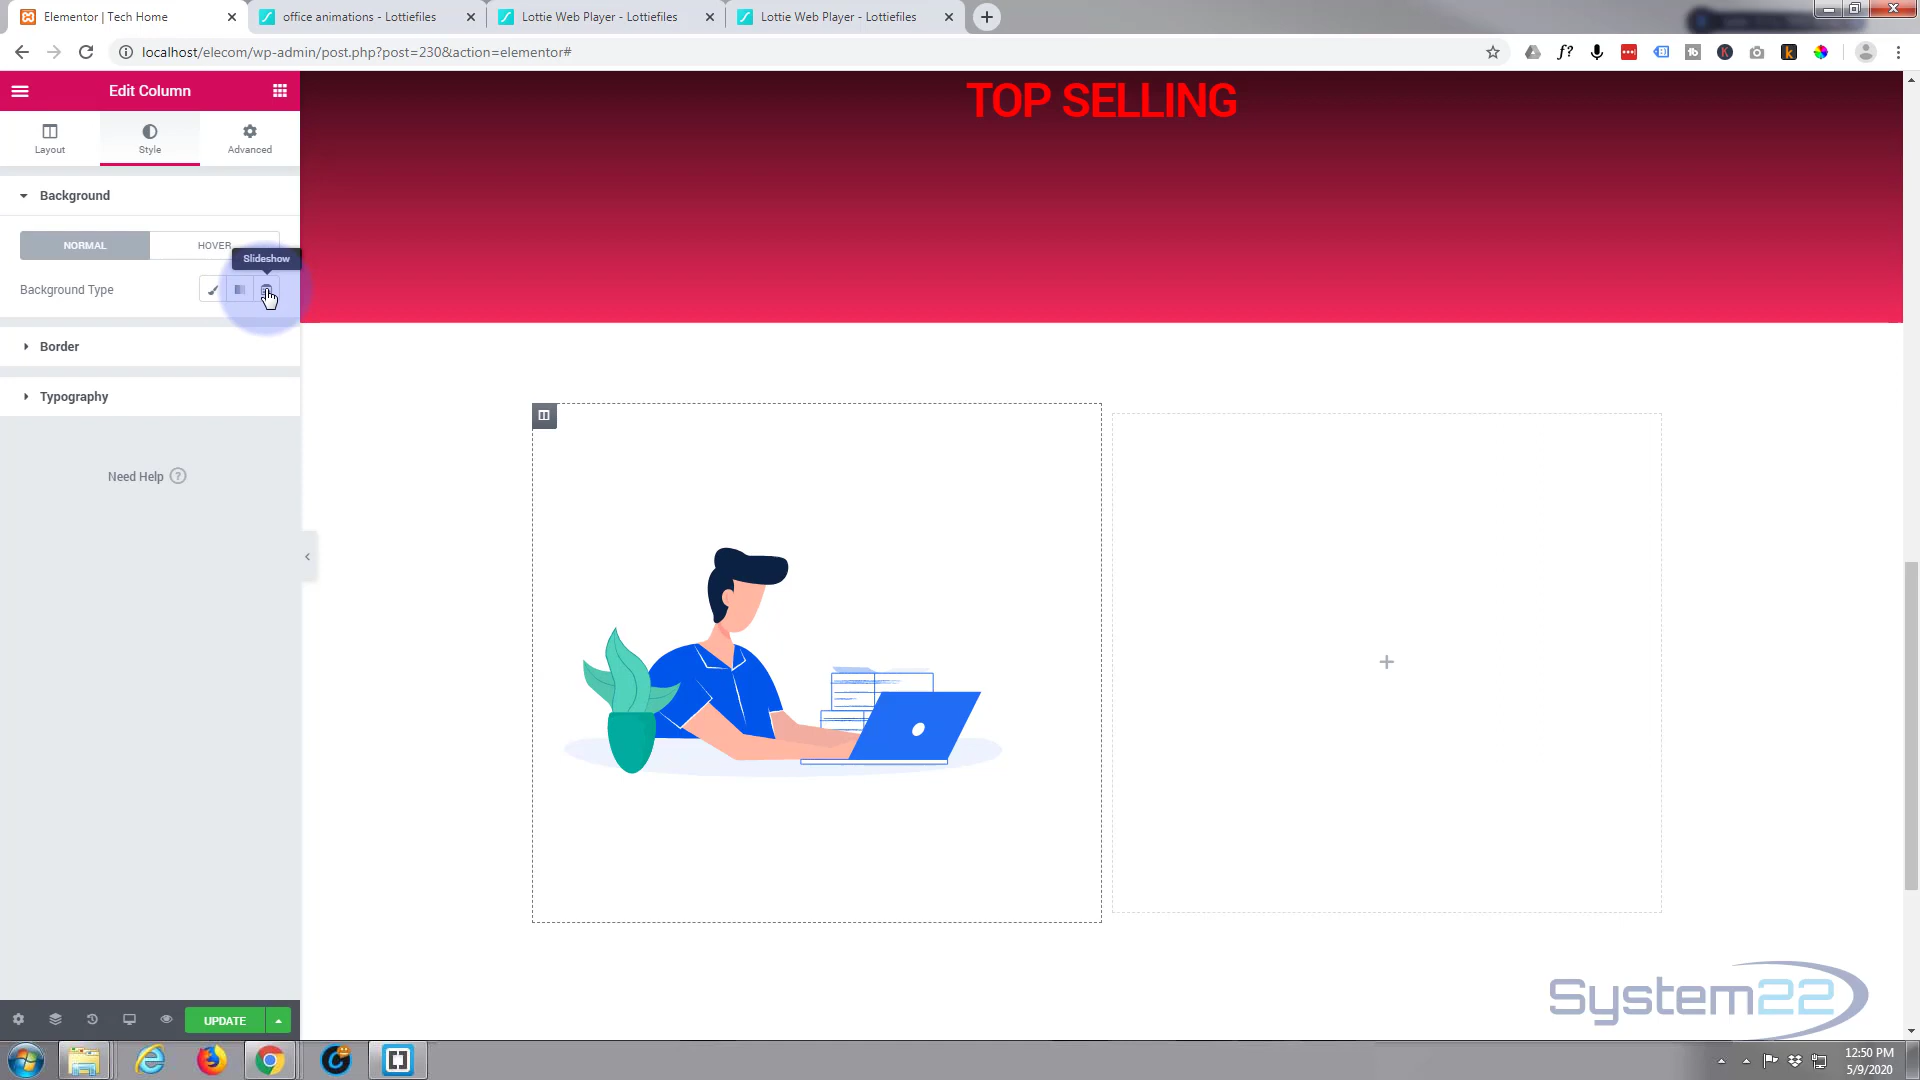 Elementor | Tech Home
office animations - Lottiefiles
Lottie Web Player - Lottiefiles
Lottie Web Player - Lottiefiles
localhost/elecom/wp-admin/post.php?post=230&action=elementor#
Edit Column
TOP SELLING
Layout
Style
Advanced
Background
NORMAL
HOVER
Slideshow
Background Type
Border
Typography
Need Help
UPDATE
System22
12:50 PM
5/9/2020